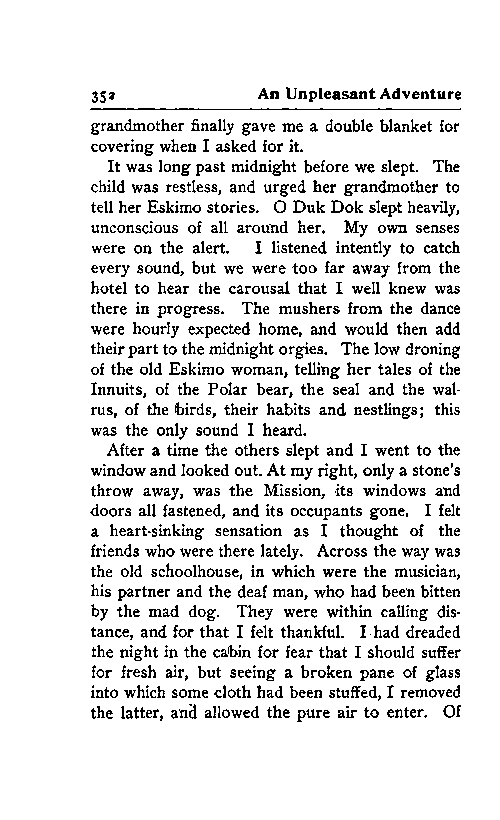 352 An Unpleasant Adventure
grandmother finally gave me a double blanket for
covering when I asked for it.
It was long past midnight before we slept. The
child was restless, and urged her grandmother to
tell her Eskimo stories. O Duk Dok slept heavily,
unconscious of all around her. My own senses
were on the alert. I listened intently to catch
every sound, but we were too far away from the
hotel to hear the carousal that I well knew was
there in progress. The mushers from the dance
were hourly expected home, and would then add
their part to the midnight orgies. The low droning
of the old Eskimo woman, telling her tales of the
Innuits, of the Polar bear, the seal and the wal-
rus, of the birds, their habits and nestlings; this
was the only sound I heard.
After a time the others slept and I went to the
window and looked out. At my right, only a stone's
throw away, was the Mission, its windows and
doors all fastened, and its occupants gone. I felt
a heart-sinking sensation as I thought of the
friends who were there lately. Across the way was
the old schoolhouse, in which were the musician,
his partner and the deaf man, who had been bitten
by the mad dog. They were within calling dis-
tance, and for that I felt thankful. I had dreaded
the night in the cabin for fear that I should suffer
for fresh air, but seeing a broken pane of glass
into which some cloth had been stuffed, I removed
the latter, and allowed the pure air to enter. Of